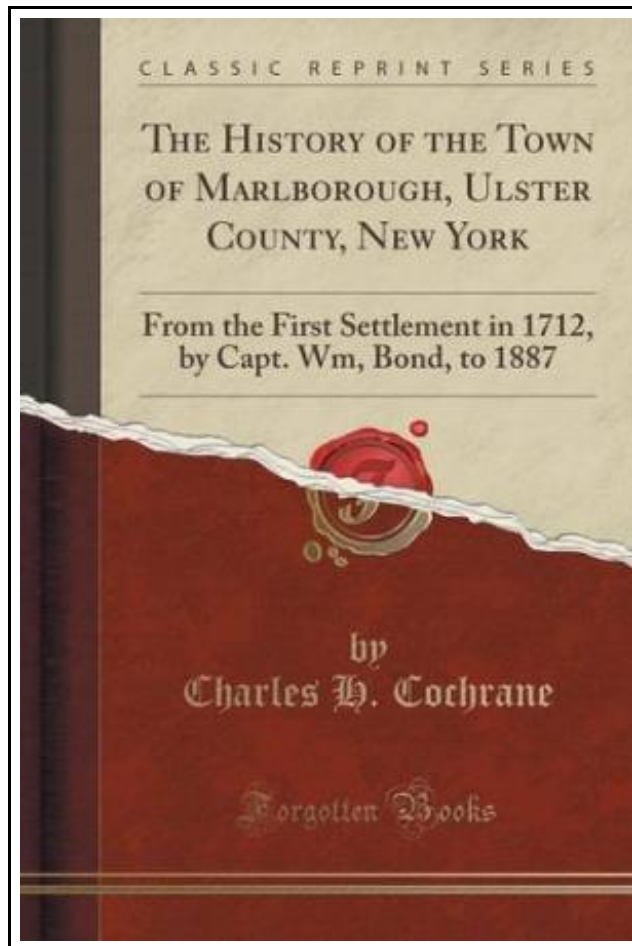 CLASSIC REPRINT SERIES
THE HISTORY OF THE TOWN
OF MARLBOROUGH, ULSTER
COUNTY, NEW YORK
From the First Settlement in 1712,
by Capt. Wm, Bond, to 1887
by
Charles H. Cochrane
Forgotten Books